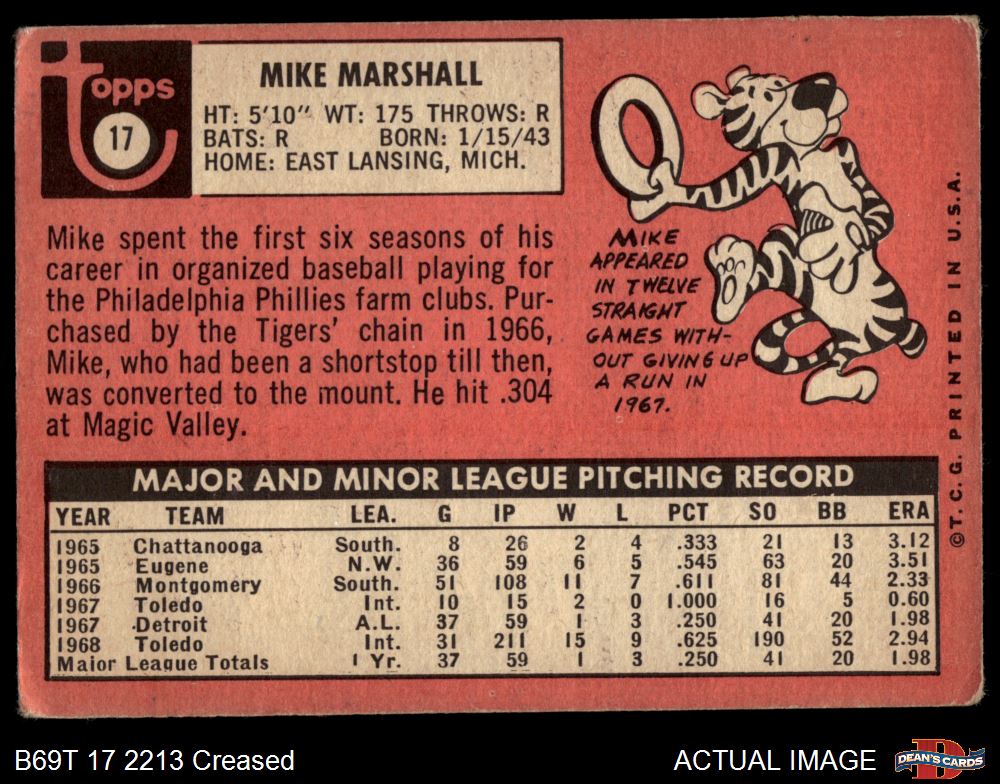 Topps
17
MIKE MARSHALL
HT: 5'10" WT: 175 THROWS: R
BATS: R BORN: 1/15/43
HOME: EAST LANSING, MICH.
Mike spent the first six seasons of his
career in organized baseball playing for
the Philadelphia Phillies farm clubs. Pur-
chased by the Tigers' chain in 1966,
Mike, who had been a shortstop till then,
was converted to the mount. He hit .304
at Magic Valley.
MIKE
APPEARED
IN TWELVE
STRAIGHT
GAMES WITH-
OUT GIVING UP
A RUN IN
1967.
©T. C. G. PRINTED IN U.S.A.
MAJOR AND MINOR LEAGUE PITCHING RECORD
YEAR TEAM LEA. G IP W L PCT SO BB ERA
1965 Chattanooga South. 8 26 2 4 .333 21 13 3.12
1965 Eugene N.W. 36 59 6 5 .545 63 20 3.51
1966 Montgomery South. 51 108 11 7 .611 81 44 2.33
1967 Toledo Int. 10 15 2 0 1.000 16 5 0.60
1967 Detroit A.L. 37 59 1 3 .250 41 20 1.98
1968 Toledo Int. 31 211 15 9 .625 190 52 2.94
Major League Totals 1 Yr. 37 59 1 3 .250 41 20 1.98
B69T 17 2213 Creased
ACTUAL IMAGE
D
DEAN'S CARDS